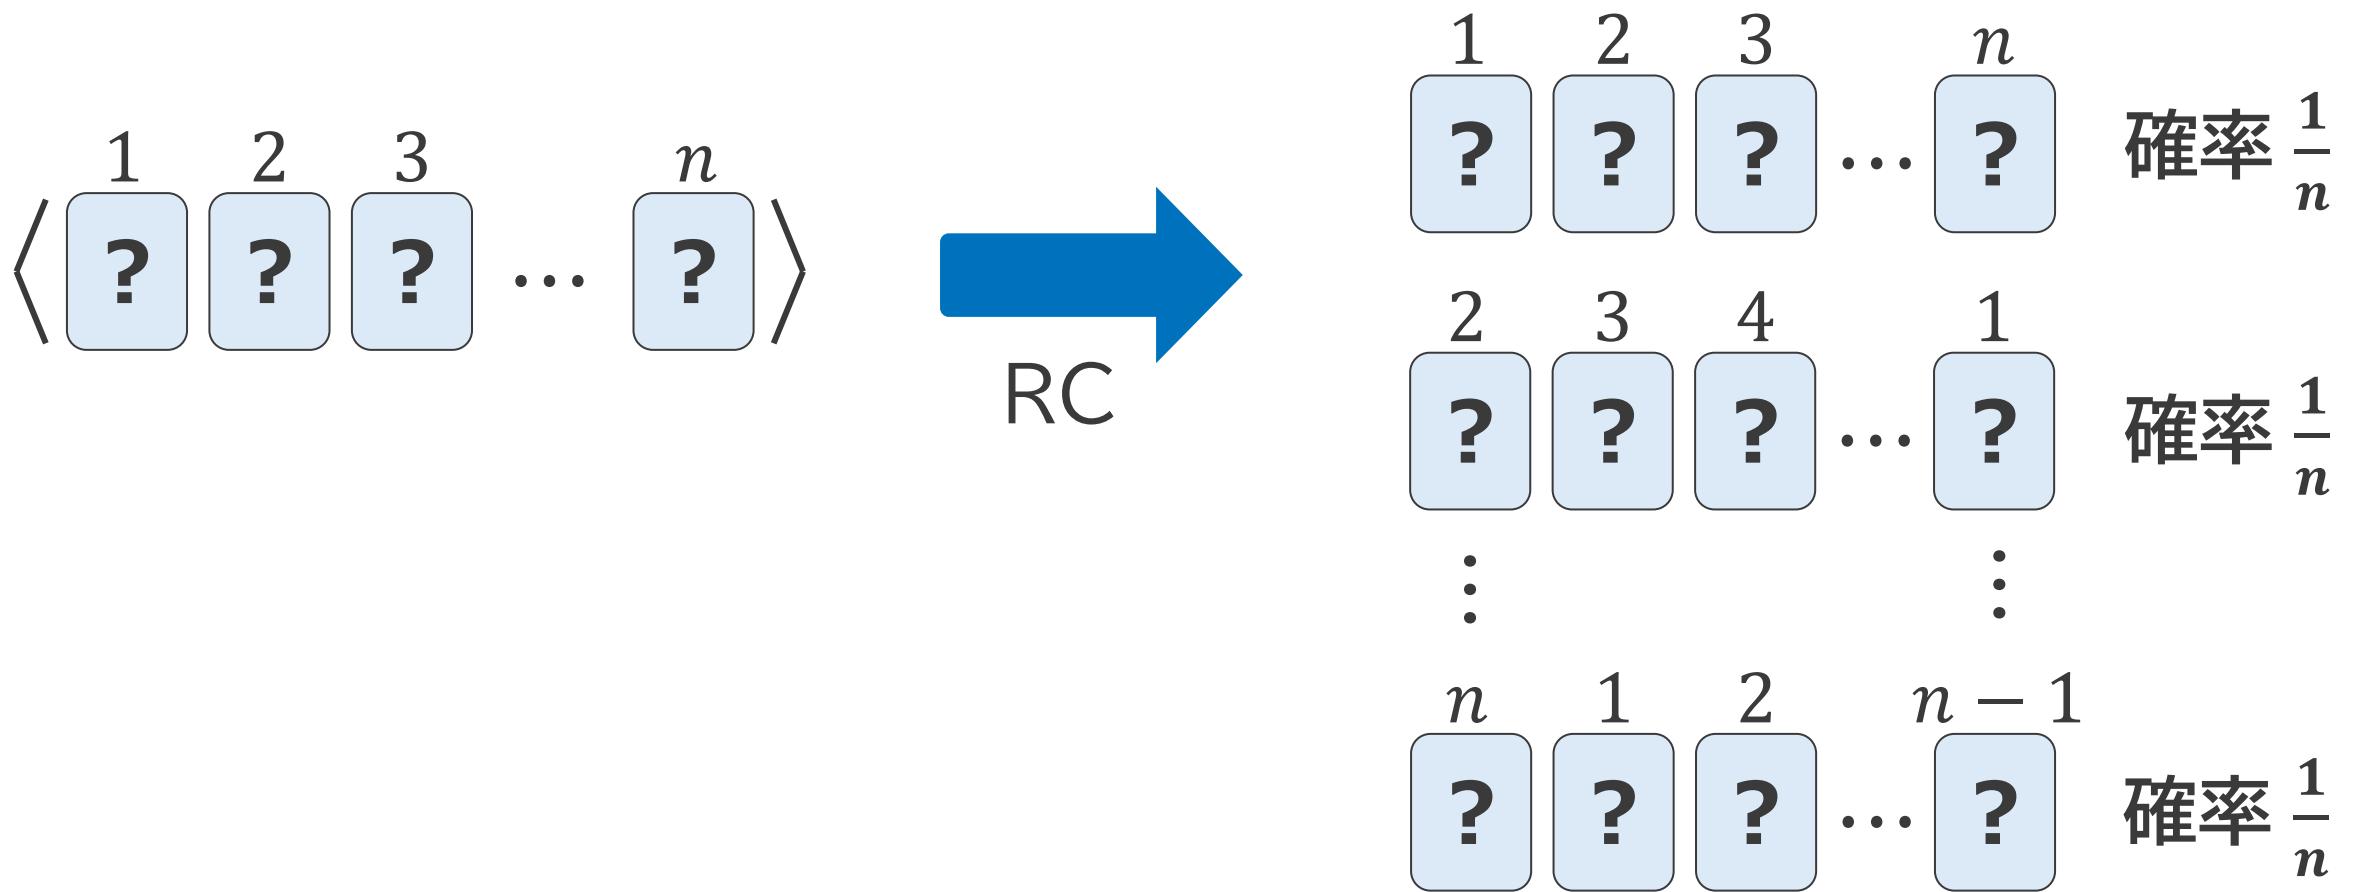 1 2 3 n
〈 ? ? ? … ? 〉
RC
1 2 3 n
? ? ? … ? 確率 1/n
2 3 4 1
? ? ? … ? 確率 1/n
⋮ ⋮
n 1 2 n − 1
? ? ? … ? 確率 1/n